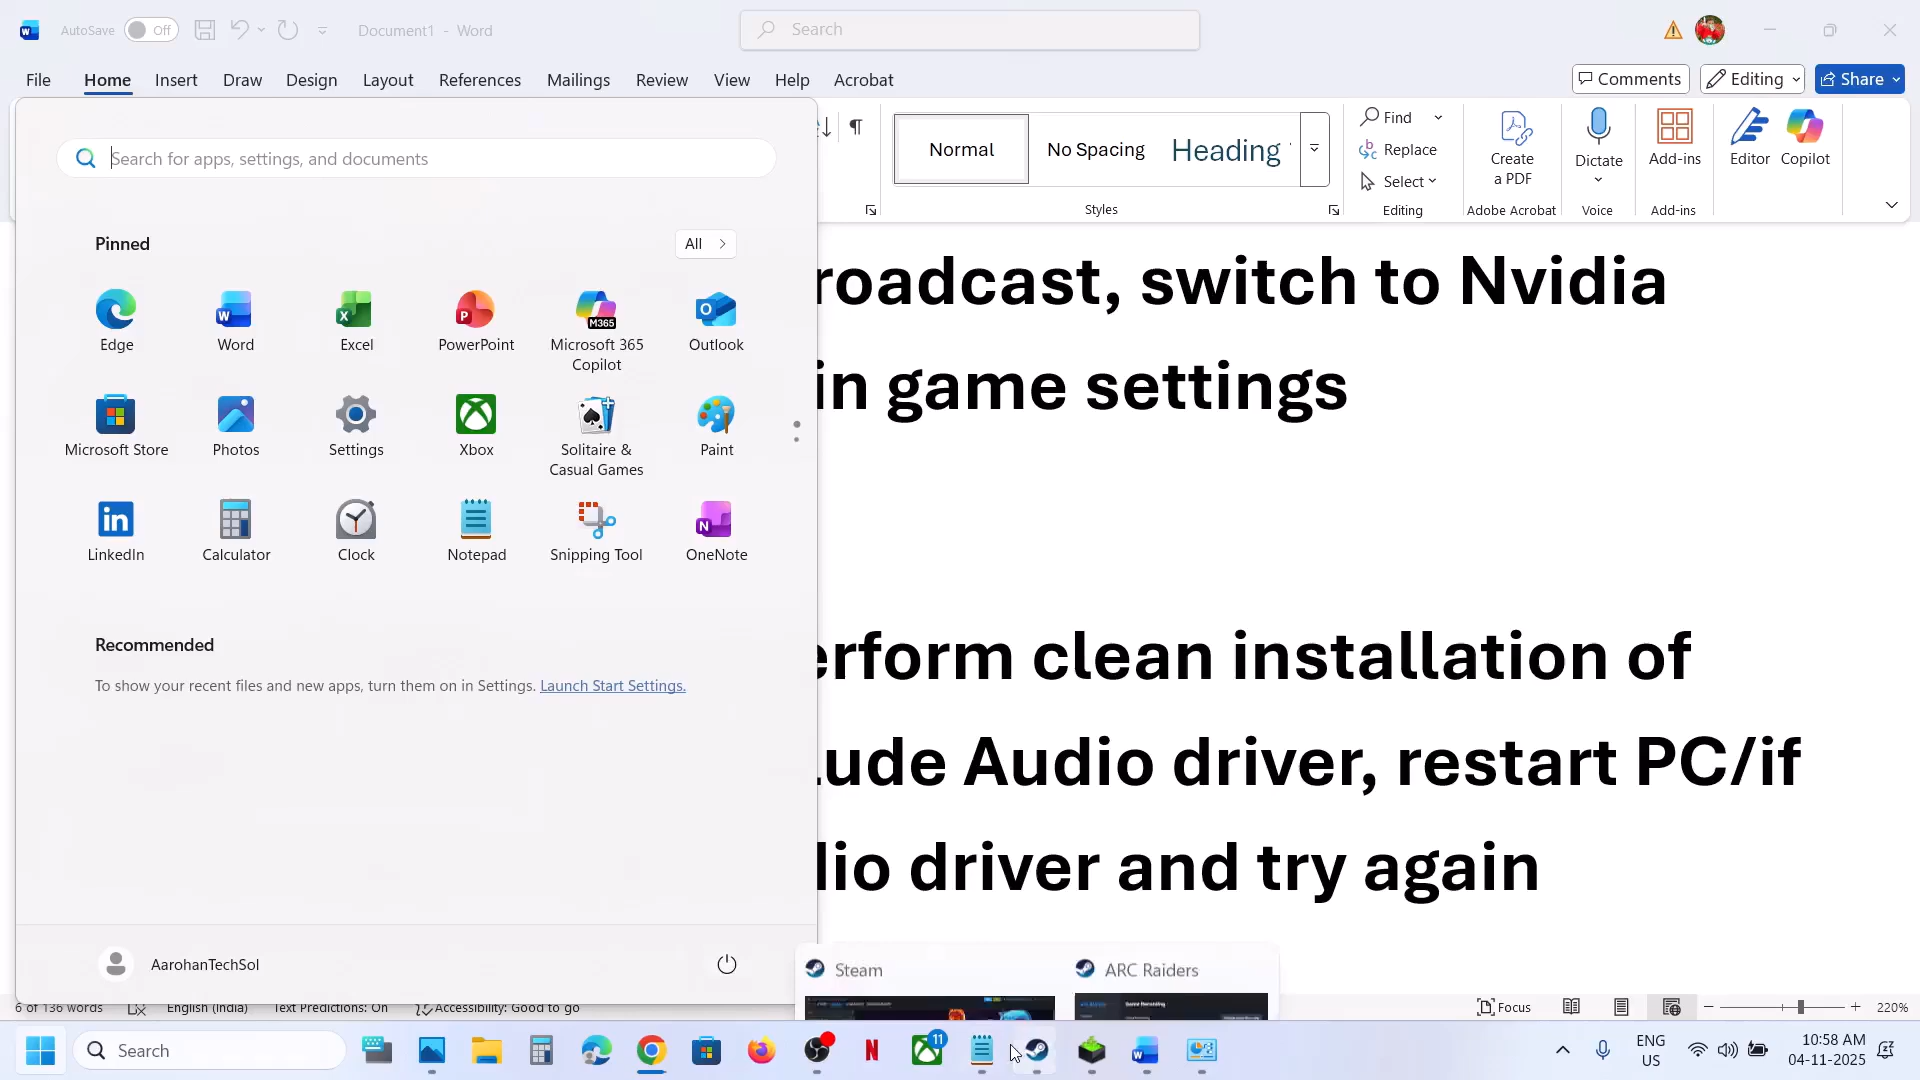 AutoSave
Off
Document1 - Word
Search
File
Home
Insert
Draw
Design
Layout
References
Mailings
Review
View
Help
Acrobat
Comments
Editing
Share
Search for apps, settings, and documents
Normal
No Spacing
Heading
Find
Replace
Select
Create
a PDF
Dictate
Add-ins
Editor
Copilot
Styles
Editing
Adobe Acrobat
Voice
Add-ins
Pinned
All
Edge
Word
Excel
PowerPoint
Microsoft 365
Copilot
Outlook
Microsoft Store
Photos
Settings
Xbox
Solitaire &
Casual Games
Paint
LinkedIn
Calculator
Clock
Notepad
Snipping Tool
OneNote
Recommended
To show your recent files and new apps, turn them on in Settings. Launch Start Settings.
AarohanTechSol
roadcast, switch to Nvidia
in game settings
erform clean installation of
lude Audio driver, restart PC/if
dio driver and try again
Steam
ARC Raiders
6 of 136 words
English (India)
Text Predictions: On
Accessibility: Good to go
Focus
220%
Search
11
ENG
US
10:58 AM
04-11-2025